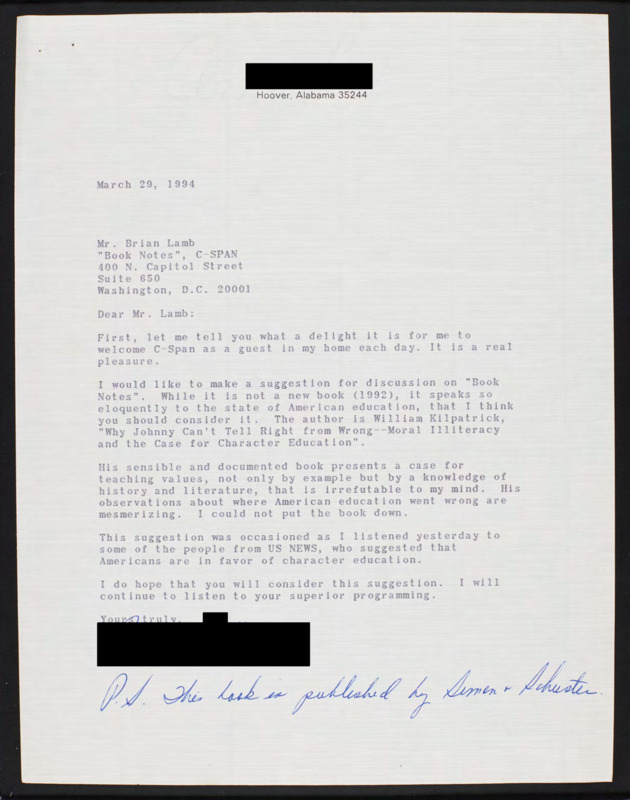 Hoover, Alabama 35244
March 29, 1994
Mr. Brian Lamb
"Book Notes", C-SPAN
400 N. Capitol Street
Suite 650
Washington, D.C. 20001
Dear Mr. Lamb:
First, let me tell you what a delight it is for me to
welcome C-Span as a guest in my home each day. It is a real
pleasure.
I would like to make a suggestion for discussion on "Book
Notes". While it is not a new book (1992), it speaks so
eloquently to the state of American education, that I think
you should consider it. The author is William Kilpatrick,
"Why Johnny Can't Tell Right from Wrong--Moral Illiteracy
and the Case for Character Education".
His sensible and documented book presents a case for
teaching values, not only by example but by a knowledge of
history and literature, that is irrefutable to my mind. His
observations about where American education went wrong are
mesmerizing. I could not put the book down.
This suggestion was occasioned as I listened yesterday to
some of the people from US NEWS, who suggested that
Americans are in favor of character education.
I do hope that you will consider this suggestion. I will
continue to listen to your superior programming.
Yours truly,
P.S. This book is published by Simon & Schuster.